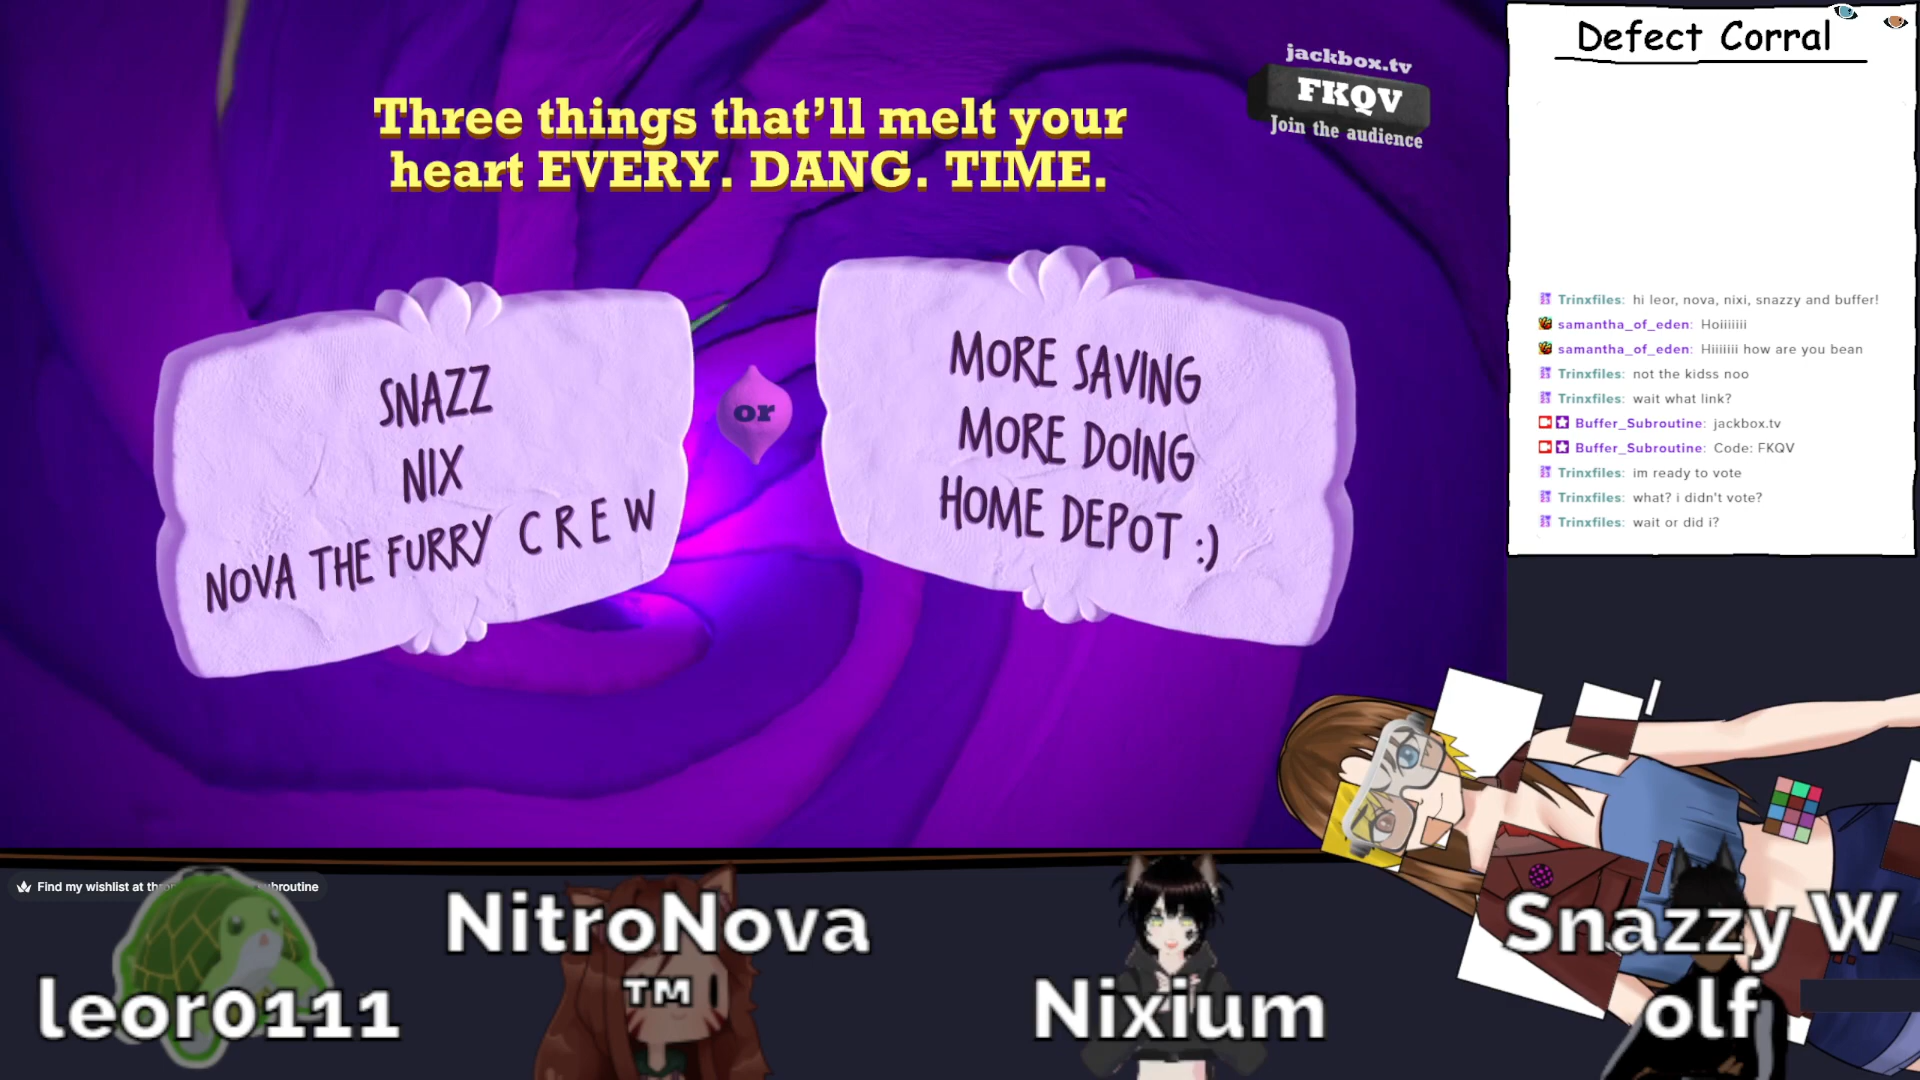 Three things that'll melt your
heart EVERY. DANG. TIME.
jackbox.tv
FKQV
Join the audience
SNAZZ
NIX
NOVA THE FURRY C R E W
or
MORE SAVING
MORE DOING
HOME DEPOT :)
Defect Corral
Trinxfiles: hi leor, nova, nixi, snazzy and buffer!
samantha_of_eden: Hoiiiiiii
samantha_of_eden: Hiiiiiii how are you bean
Trinxfiles: not the kidss noo
Trinxfiles: wait what link?
Buffer_Subroutine: jackbox.tv
Buffer_Subroutine: Code: FKQV
Trinxfiles: im ready to vote
Trinxfiles: what? i didn't vote?
Trinxfiles: wait or did i?
Find my wishlist at
leor0111
NitroNova
™
Nixium
Snazzy W
olf